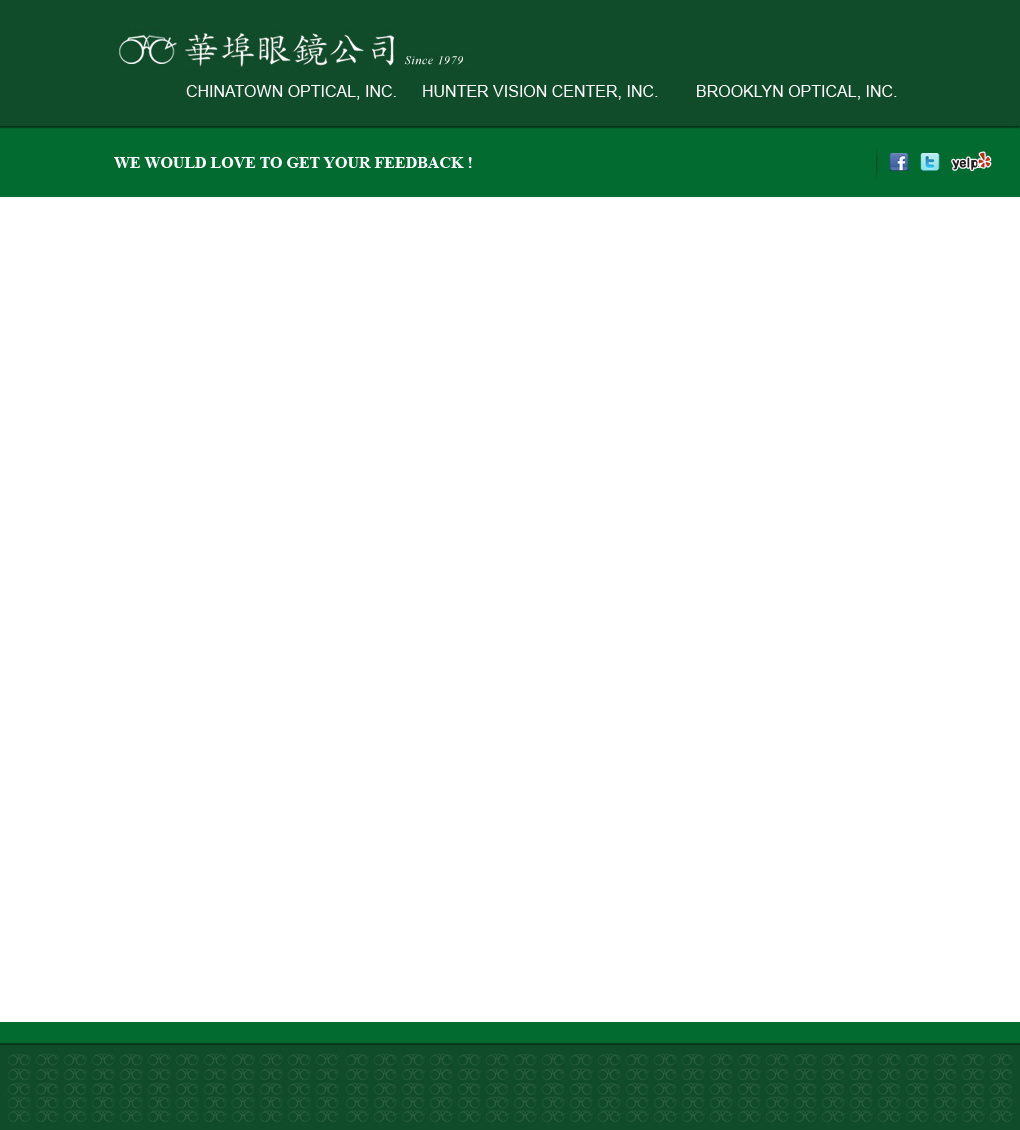 華埠眼鏡公司 Since 1979
CHINATOWN OPTICAL, INC. HUNTER VISION CENTER, INC. BROOKLYN OPTICAL, INC.
WE WOULD LOVE TO GET YOUR FEEDBACK !
f t yelp